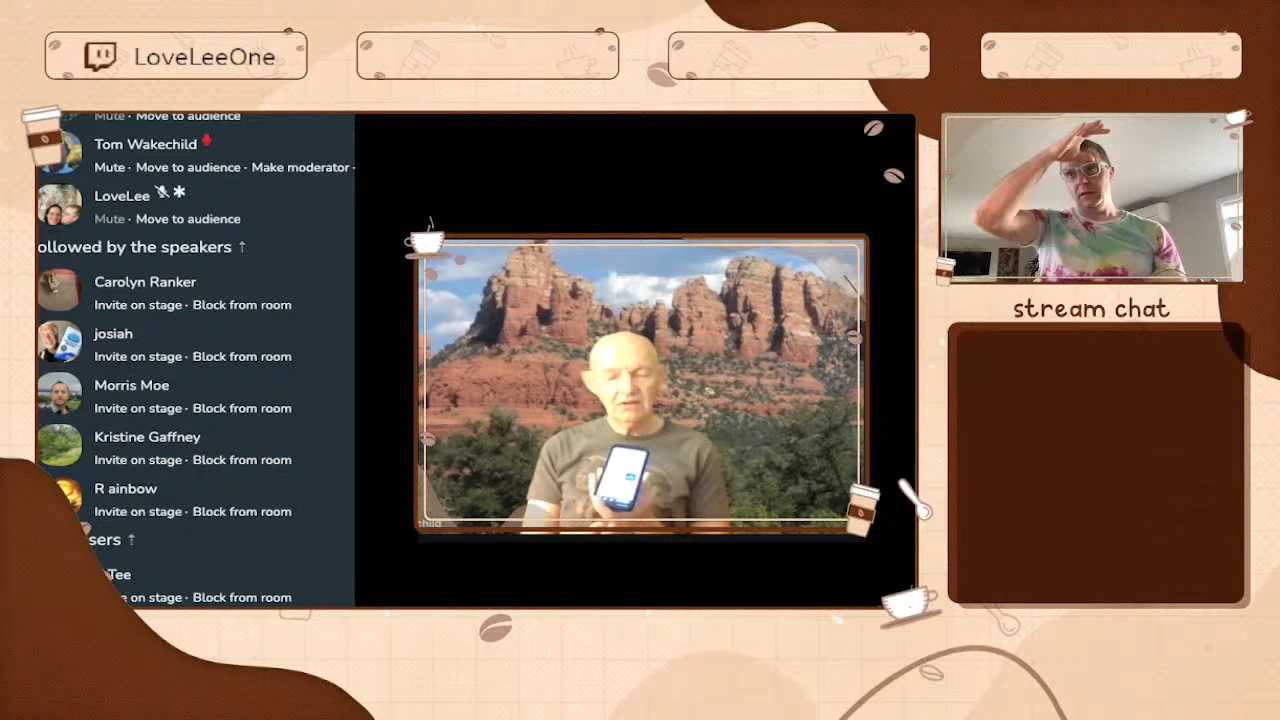 LoveLeeOne
Mute · Move to audience
Tom Wakechild
Mute · Move to audience · Make moderator ·
LoveLee
Mute · Move to audience
ollowed by the speakers ↑
Carolyn Ranker
Invite on stage · Block from room
josiah
Invite on stage · Block from room
Morris Moe
Invite on stage · Block from room
Kristine Gaffney
Invite on stage · Block from room
R ainbow
Invite on stage · Block from room
sers ↑
Tee
e on stage · Block from room
child
stream chat